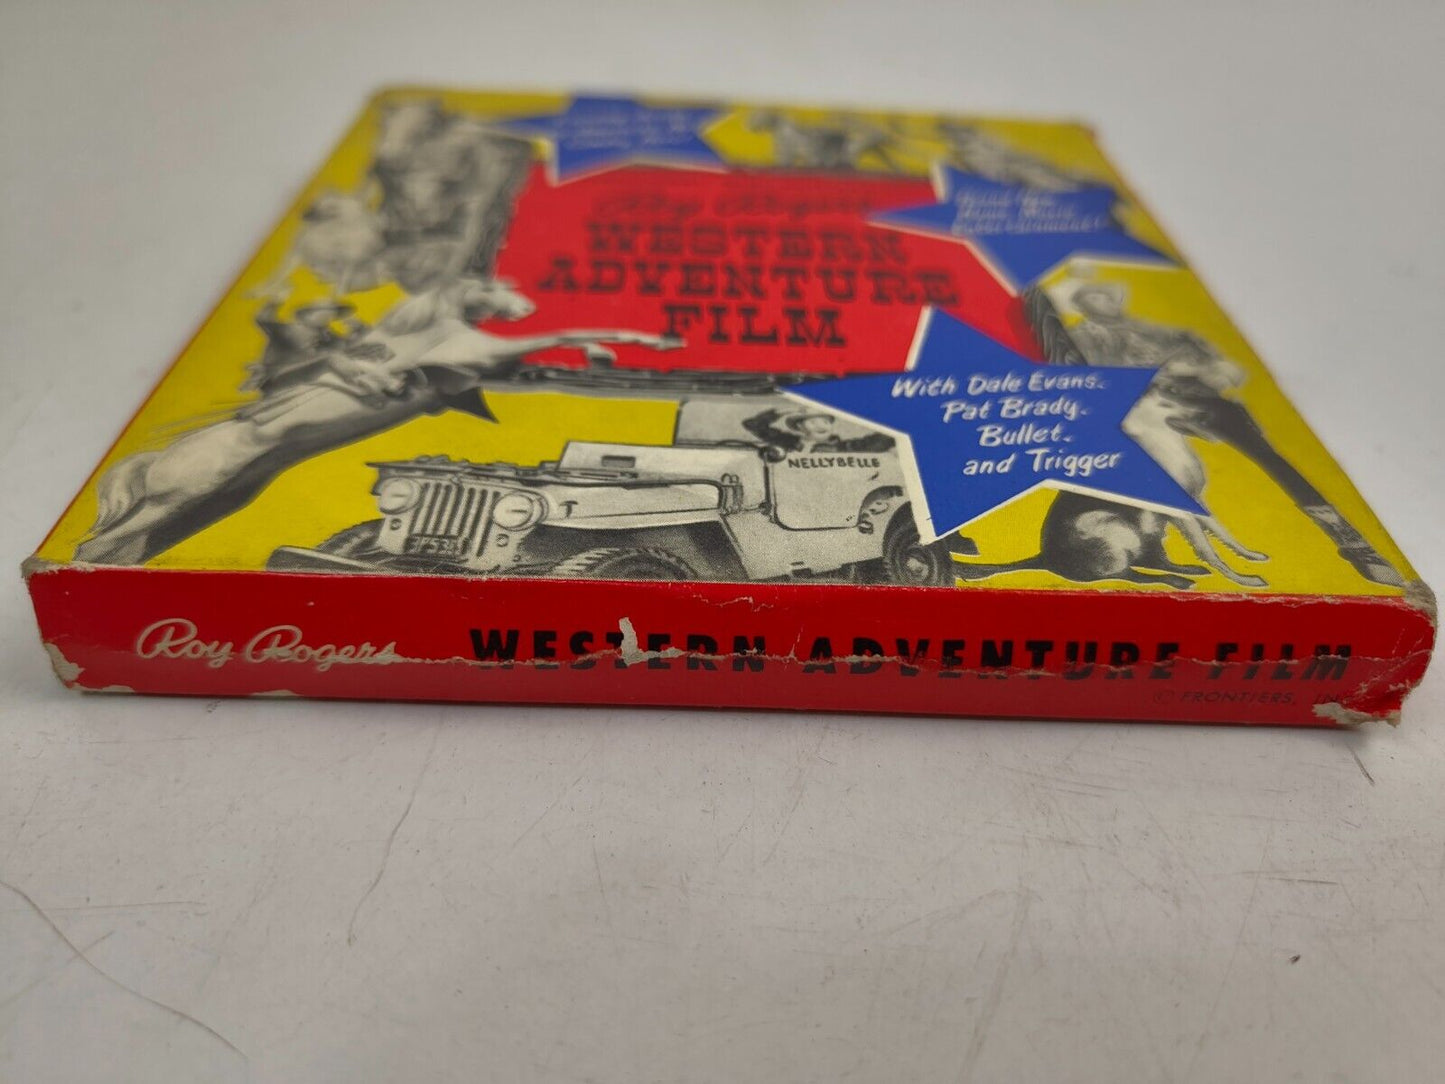 Roy Rogers
WESTERN
ADVENTURE
FILM
With Dale Evans-
Pat Brady-
Bullet-
and Trigger
NELLYBELLE
Roy Rogers WESTERN ADVENTURE FILM
© FRONTIERS, IN